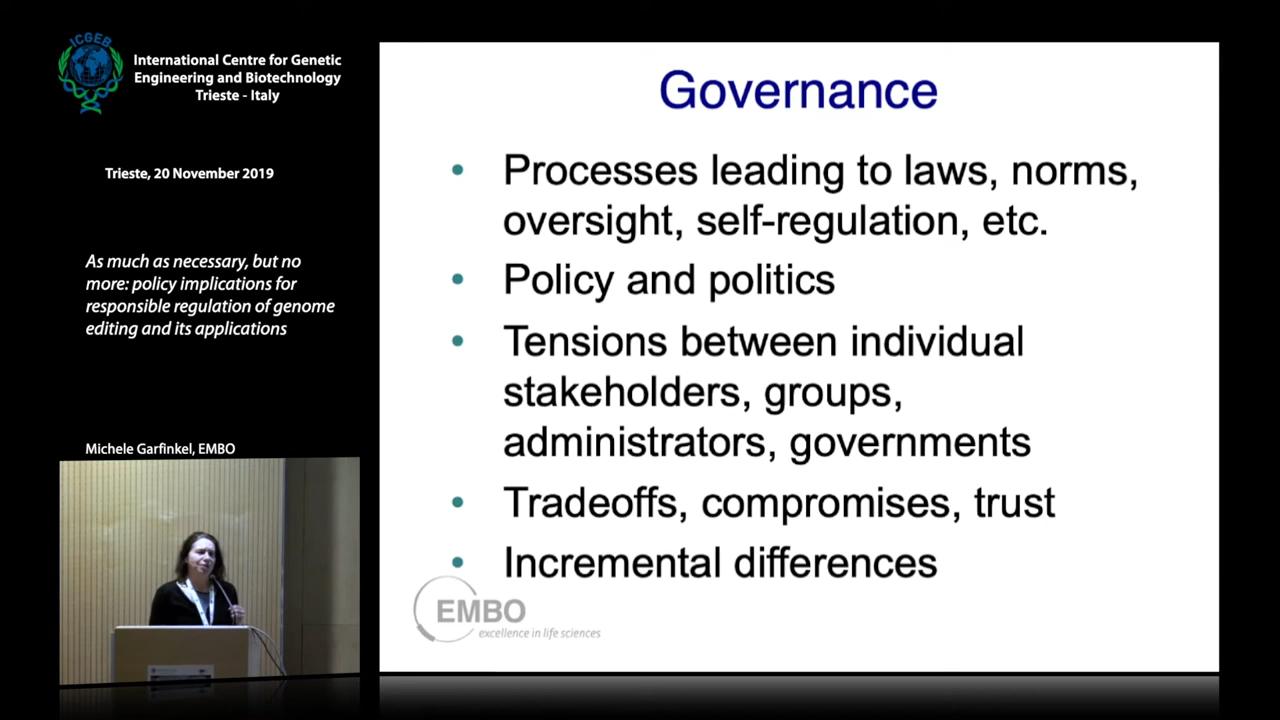 ICGEB
International Centre for Genetic
Engineering and Biotechnology
Trieste - Italy
Trieste, 20 November 2019
As much as necessary, but no
more: policy implications for
responsible regulation of genome
editing and its applications
Michele Garfinkel, EMBO
Governance
• Processes leading to laws, norms,
oversight, self-regulation, etc.
• Policy and politics
• Tensions between individual
stakeholders, groups,
administrators, governments
• Tradeoffs, compromises, trust
• Incremental differences
EMBO
excellence in life sciences